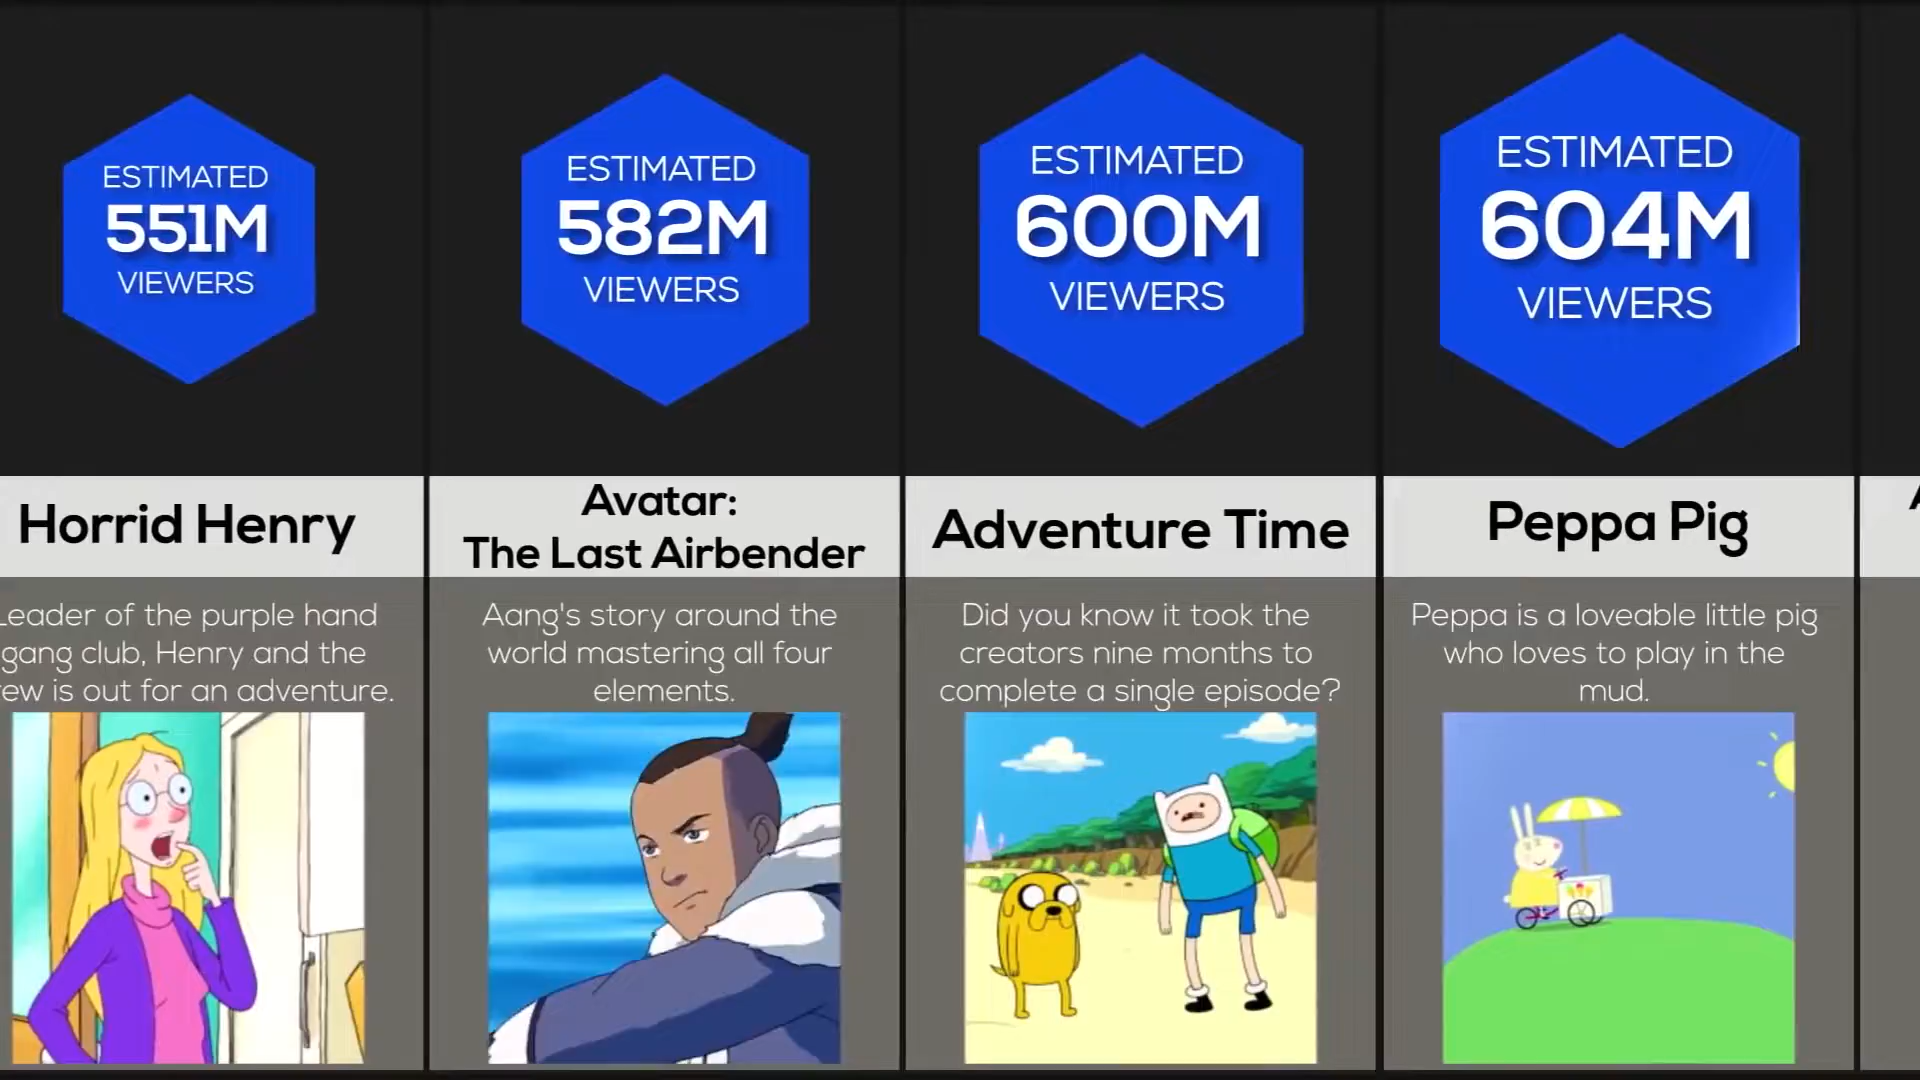 ESTIMATED
551M
VIEWERS
Horrid Henry
Leader of the purple hand
gang club, Henry and the
is out for an adventure.
ESTIMATED
582M
VIEWERS
Avatar:
The Last Airbender
Aang's story around the
world mastering all four
elements.
ESTIMATED
600M
VIEWERS
Adventure Time
Did you know it took the
creators nine months to
complete a single episode?
ESTIMATED
604M
VIEWERS
Peppa Pig
Peppa is a loveable little pig
who loves to play in the
mud.